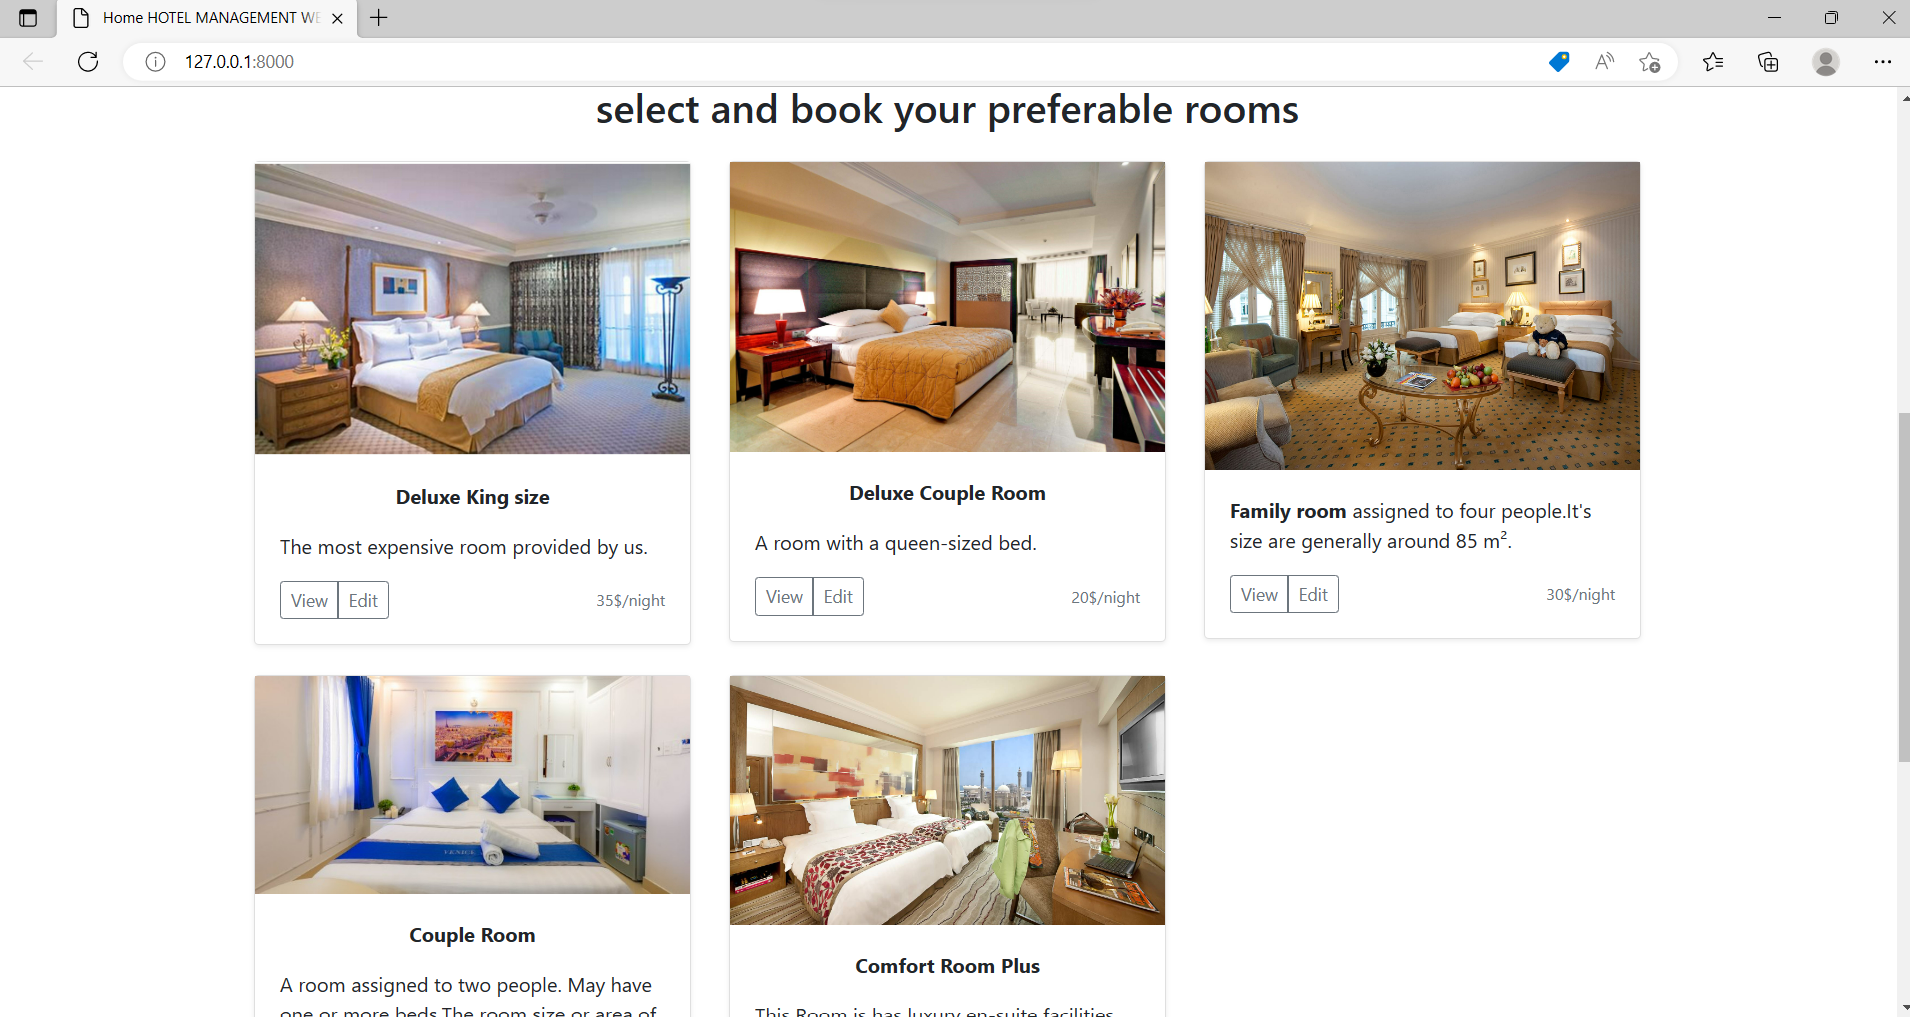 Home HOTEL MANAGEMENT WE
127.0.0.1:8000
select and book your preferable rooms
Deluxe King size
The most expensive room provided by us.
View Edit 35$/night
Deluxe Couple Room
A room with a queen-sized bed.
View Edit 20$/night
Family room assigned to four people.It's
size are generally around 85 m².
View Edit 30$/night
VENICE
Couple Room
A room assigned to two people. May have
one or more beds.The room size or area of
Comfort Room Plus
This Room is has luxury en-suite facilities